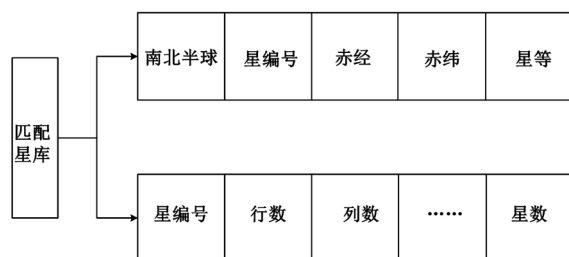 南北半球 星编号 赤经 赤纬 星等
匹配
星库
星编号 行数 列数 …… 星数